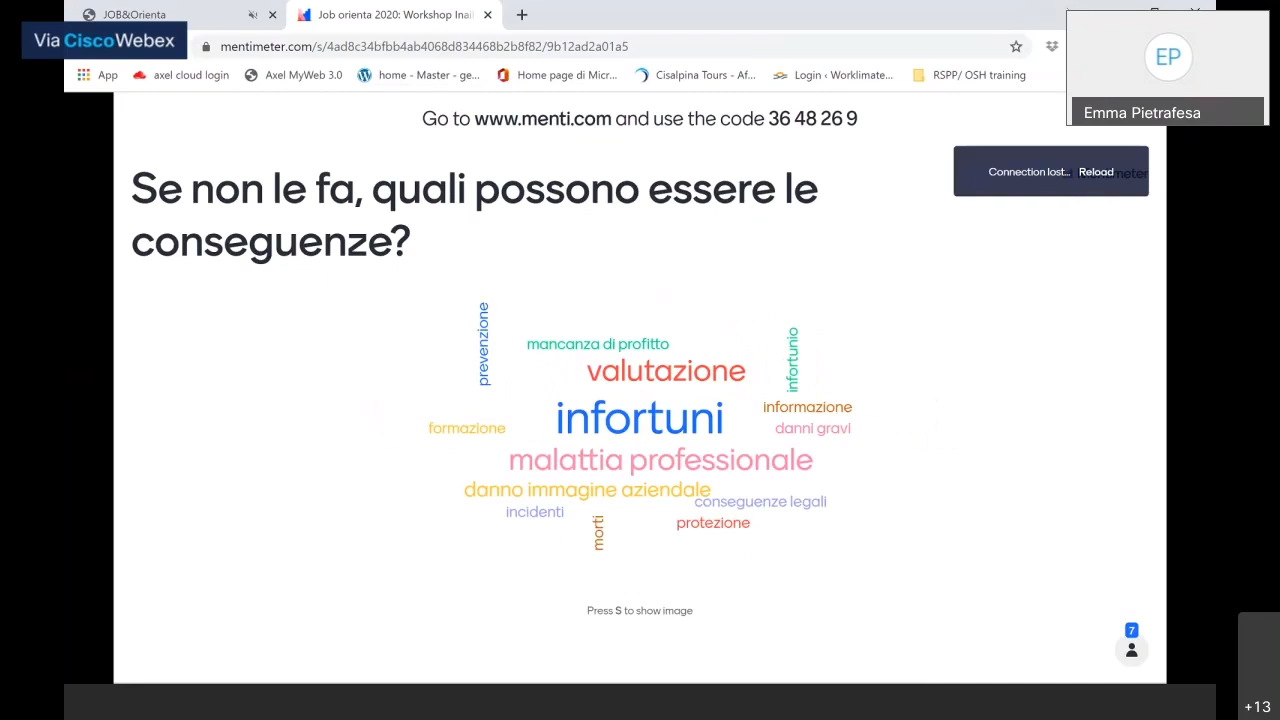 JOB&Orienta
Job orienta 2020: Workshop Inail
Via CiscoWebex
mentimeter.com/s/4ad8c34bfbb4ab4068d834468b2b8f82/9b12ad2a01a5
App
axel cloud login
Axel MyWeb 3.0
home - Master - ge...
Home page di Micr...
Cisalpina Tours - Af...
Login ‹ Worklimate...
RSPP/ OSH training
EP
Emma Pietrafesa
Go to www.menti.com and use the code 36 48 26 9
Connection lost... Reload
Se non le fa, quali possono essere le
conseguenze?
prevenzione
mancanza di profitto
infortunio
valutazione
informazione
infortuni
formazione
danni gravi
malattia professionale
danno immagine aziendale
conseguenze legali
incidenti
morti
protezione
Press S to show image
7
+13